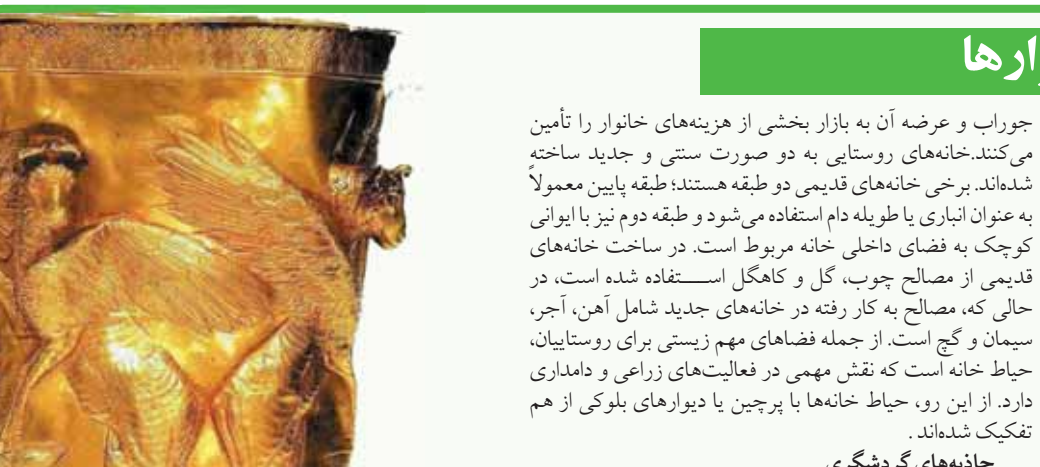 جوراب و عرضه آن به بازار بخشی از هزینه‌های خانوار را تأمین
می‌کنند.خانه‌های روستایی به دو صورت سنتی و جدید ساخته
شده‌اند. برخی خانه‌های قدیمی دو طبقه هستند؛ طبقه پایین معمولاً
به عنوان انباری یا طویله دام استفاده می‌شود و طبقه دوم نیز با ایوانی
کوچک به فضای داخلی خانه مربوط است. در ساخت خانه‌های
قدیمی از مصالح چوب، گل و کاهگل اســـتفاده شده است، در
حالی که، مصالح به کار رفته در خانه‌های جدید شامل آهن، آجر،
سیمان و گچ است. از جمله فضاهای مهم زیستی برای روستاییان،
حیاط خانه است که نقش مهمی در فعالیت‌های زراعی و دامداری
دارد. از این رو، حیاط خانه‌ها با پرچین یا دیوارهای بلوکی از هم
تفکیک شده‌اند .
جاذبه‌های گردشگری